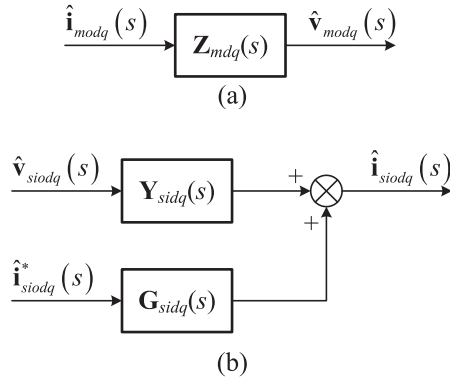 î_modq(s) Z_mdq(s) v̂_modq(s)
(a)
v̂_siodq(s) Y_sidq(s) + î_siodq(s)
+
î*_siodq(s) G_sidq(s)
(b)